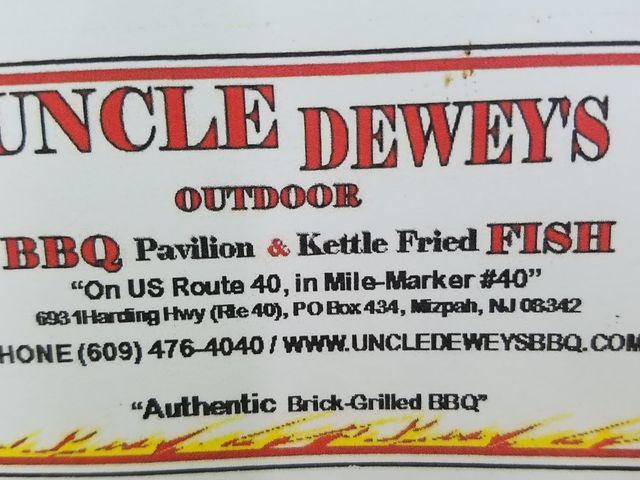 UNCLE DEWEY'S
OUTDOOR
BBQ Pavilion & Kettle Fried FISH
"On US Route 40, in Mile-Marker #40"
6931Harding Hwy (Rte 40), PO Box 434, Mizpah, NJ 08342
HONE (609) 476-4040 / WWW.UNCLEDEWEYSBBQ.COM
"Authentic Brick-Grilled BBQ"